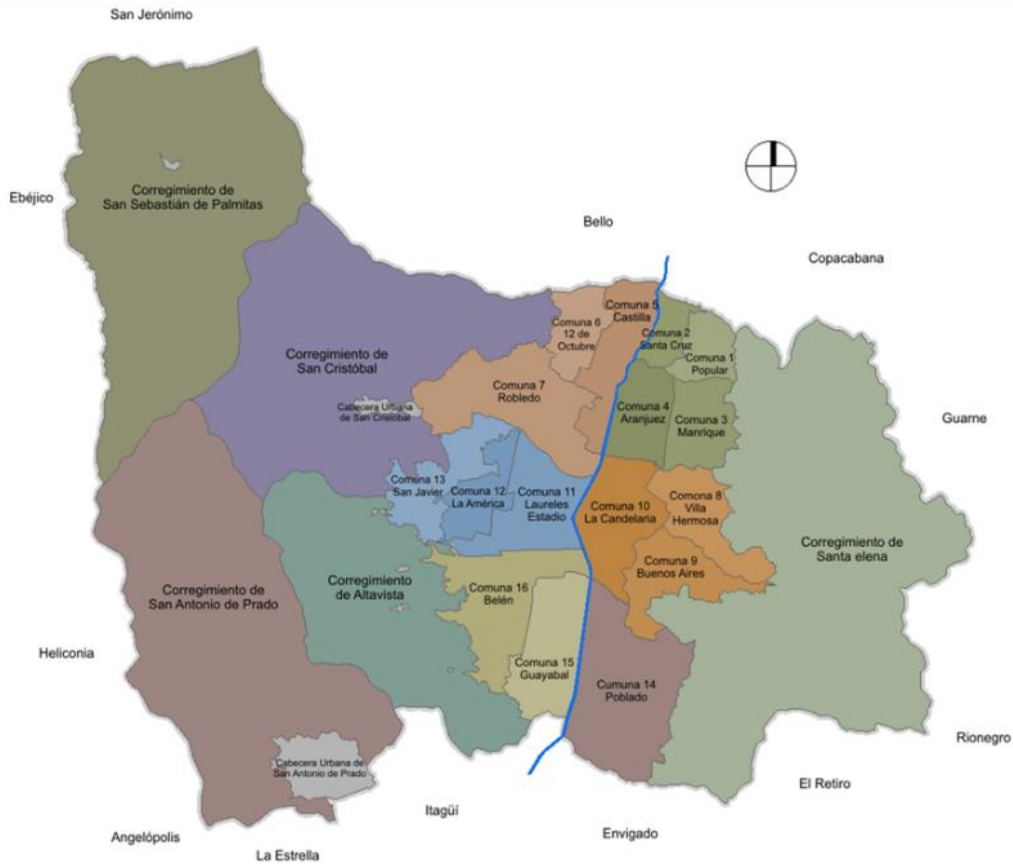 San Jerónimo
Ebéjico
Corregimiento de
San Sebastián de Palmitas
Bello
Copacabana
Guarne
Corregimiento de
San Cristóbal
Cabecera Urbana
de San Cristóbal
Comuna 6
12 de
Octubre
Comuna 5
Castilla
Comuna 2
Santa Cruz
Comuna 1
Popular
Comuna 7
Robledo
Comuna 4
Aranjuez
Comuna 3
Manrique
Comuna 13
San Javier
Comuna 12
La América
Comuna 11
Laureles
Estadio
Comuna 10
La Candelaria
Comona 8
Villa
Hermosa
Comuna 9
Buenos Aires
Corregimiento de
Santa elena
Corregimiento de
San Antonio de Prado
Corregimiento
de Altavista
Comuna 16
Belén
Comuna 15
Guayabal
Cumuna 14
Poblado
Heliconia
Cabecera Urbana de
San Antonio de Prado
Rionegro
El Retiro
Itagüí
Envigado
Angelópolis
La Estrella